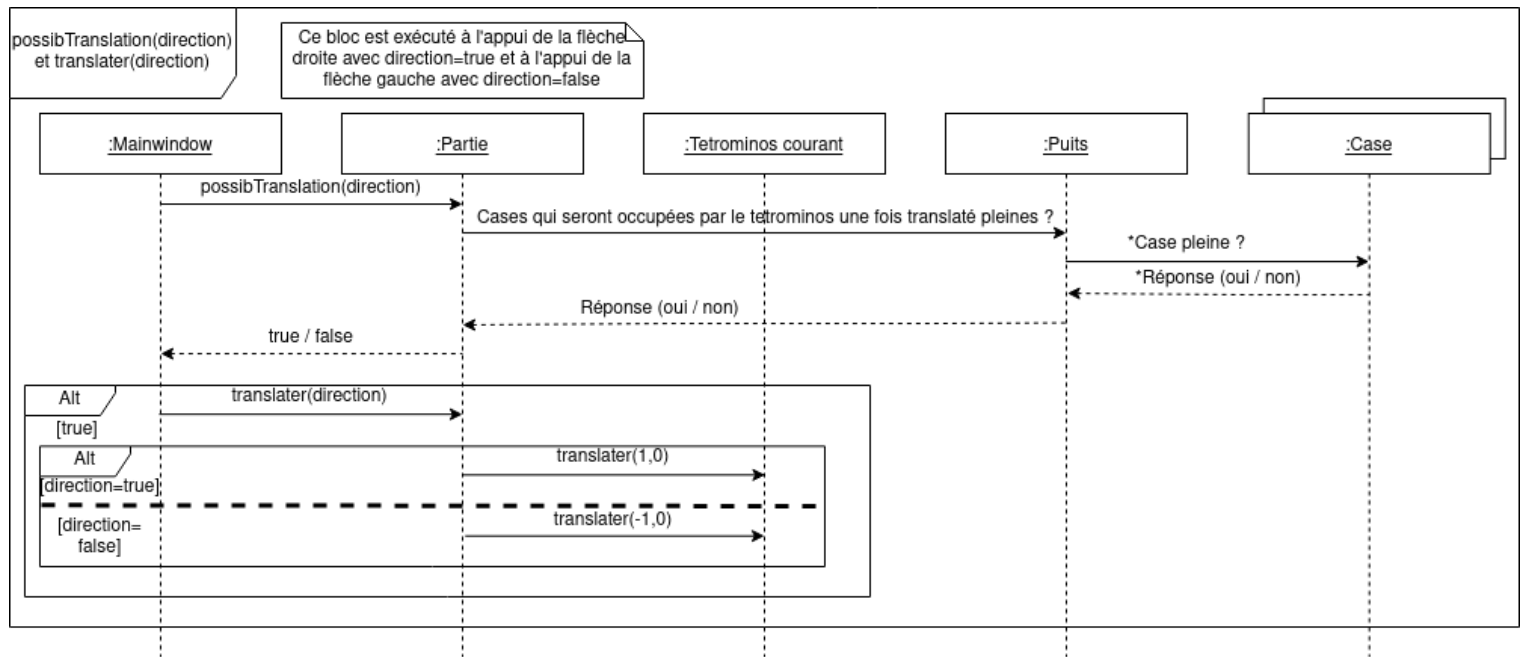 possibTranslation(direction)
et translater(direction)
Ce bloc est exécuté à l'appui de la flèche
droite avec direction=true et à l'appui de la
flèche gauche avec direction=false
:Mainwindow
:Partie
:Tetrominos courant
:Puits
:Case
possibTranslation(direction)
Cases qui seront occupées par le tetrominos une fois translaté pleines ?
*Case pleine ?
*Réponse (oui / non)
Réponse (oui / non)
true / false
Alt
translater(direction)
[true]
Alt
translater(1,0)
[direction=true]
[direction=
false]
translater(-1,0)